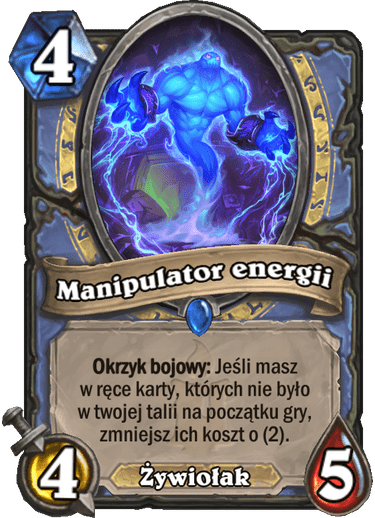 4
Manipulator energii
Okrzyk bojowy: Jeśli masz
w ręce karty, których nie było
w twojej talii na początku gry,
zmniejsz ich koszt o (2).
4
Żywiołak
5